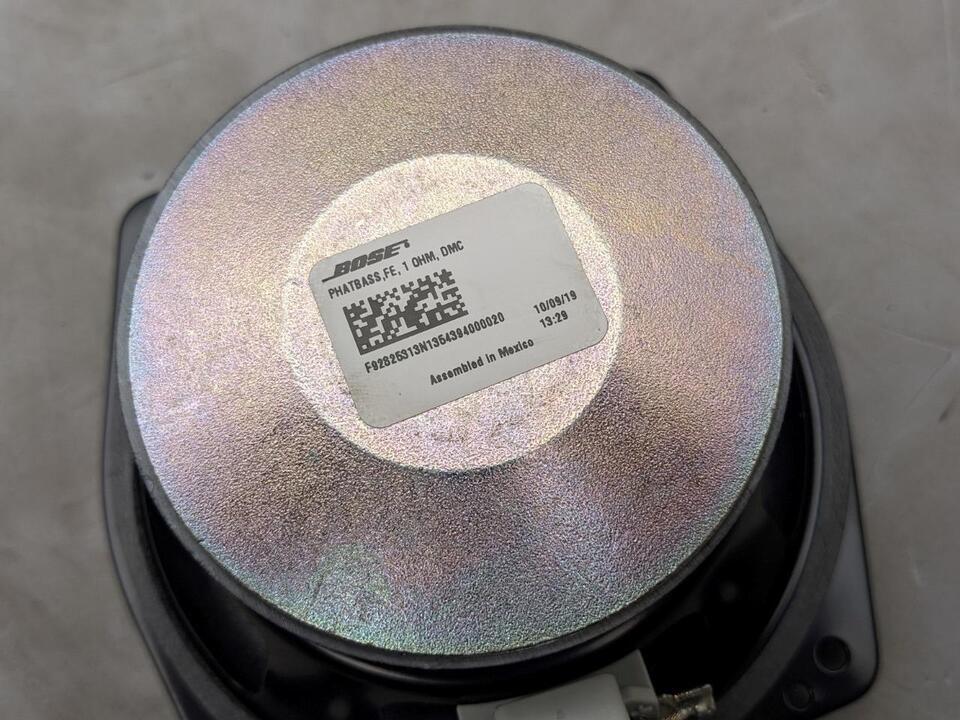 BOSE
PHATBASS,FE, 1 OHM, DMC
F92825313N1354394000020
10/09/19
13:29
Assembled in Mexico